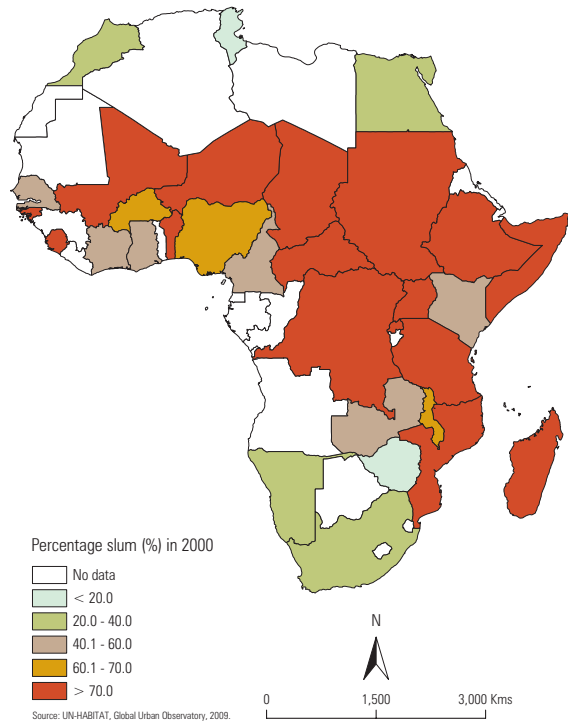 Percentage slum (%) in 2000
No data
< 20.0
20.0 - 40.0
40.1 - 60.0
60.1 - 70.0
> 70.0
Source: UN-HABITAT, Global Urban Observatory, 2009.
N
0 1,500 3,000 Kms